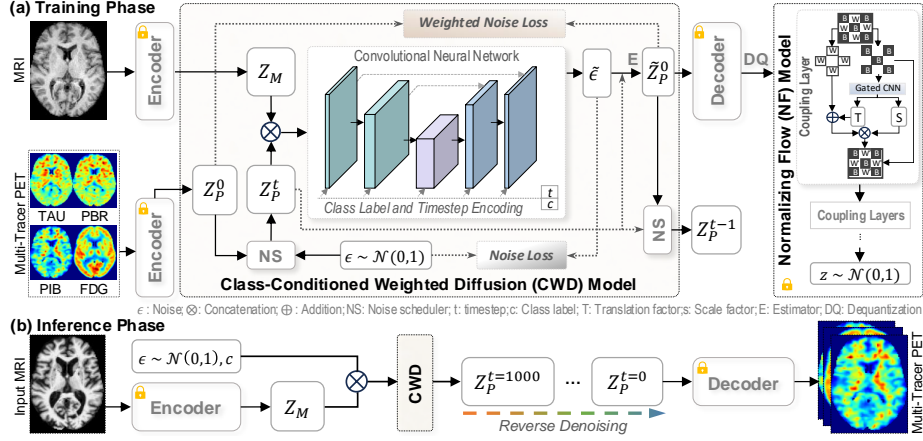 (a) Training Phase
MRI
Encoder
Z_M
Weighted Noise Loss
Convolutional Neural Network
Class Label and Timestep Encoding
t
c
ϵ̃
E
Z̃_P^0
Decoder
DQ
Normalizing Flow (NF) Model
Coupling Layer
B W B
W B W
B W B
W
W W
W
B B
B
B B
Gated CNN
T
S
B W B
W B W
B W B
Coupling Layers
z ~ 𝒩(0,1)
Multi-Tracer PET
TAU PBR
PIB FDG
Encoder
Z_P^0
Z_P^t
NS
ϵ ~ 𝒩(0,1)
Noise Loss
NS
Z_P^{t-1}
Class-Conditioned Weighted Diffusion (CWD) Model
ϵ : Noise; ⊗: Concatenation; ⊕ : Addition; NS: Noise scheduler; t: timestep; c: Class label; T: Translation factor; s: Scale factor; E: Estimator; DQ: Dequantization
(b) Inference Phase
Input MRI
ϵ ~ 𝒩(0,1), c
Encoder
Z_M
CWD
Z_P^{t=1000} ... Z_P^{t=0}
Reverse Denoising
Decoder
Multi-Tracer PET